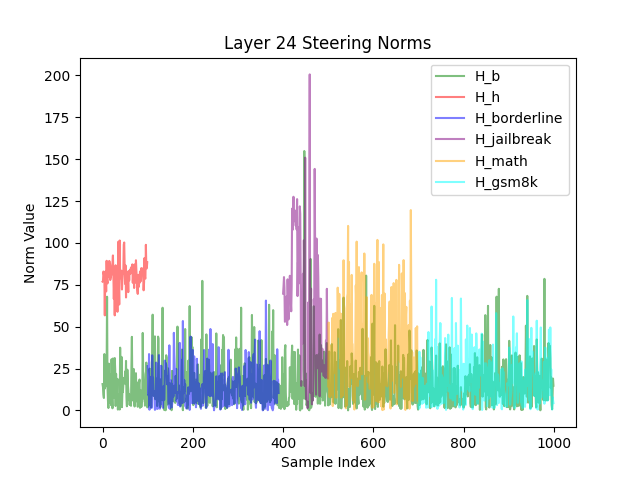 Layer 24 Steering Norms
200
175
150
125
100
75
50
25
0
Norm Value
0
200
400
600
800
1000
Sample Index
H_b
H_h
H_borderline
H_jailbreak
H_math
H_gsm8k